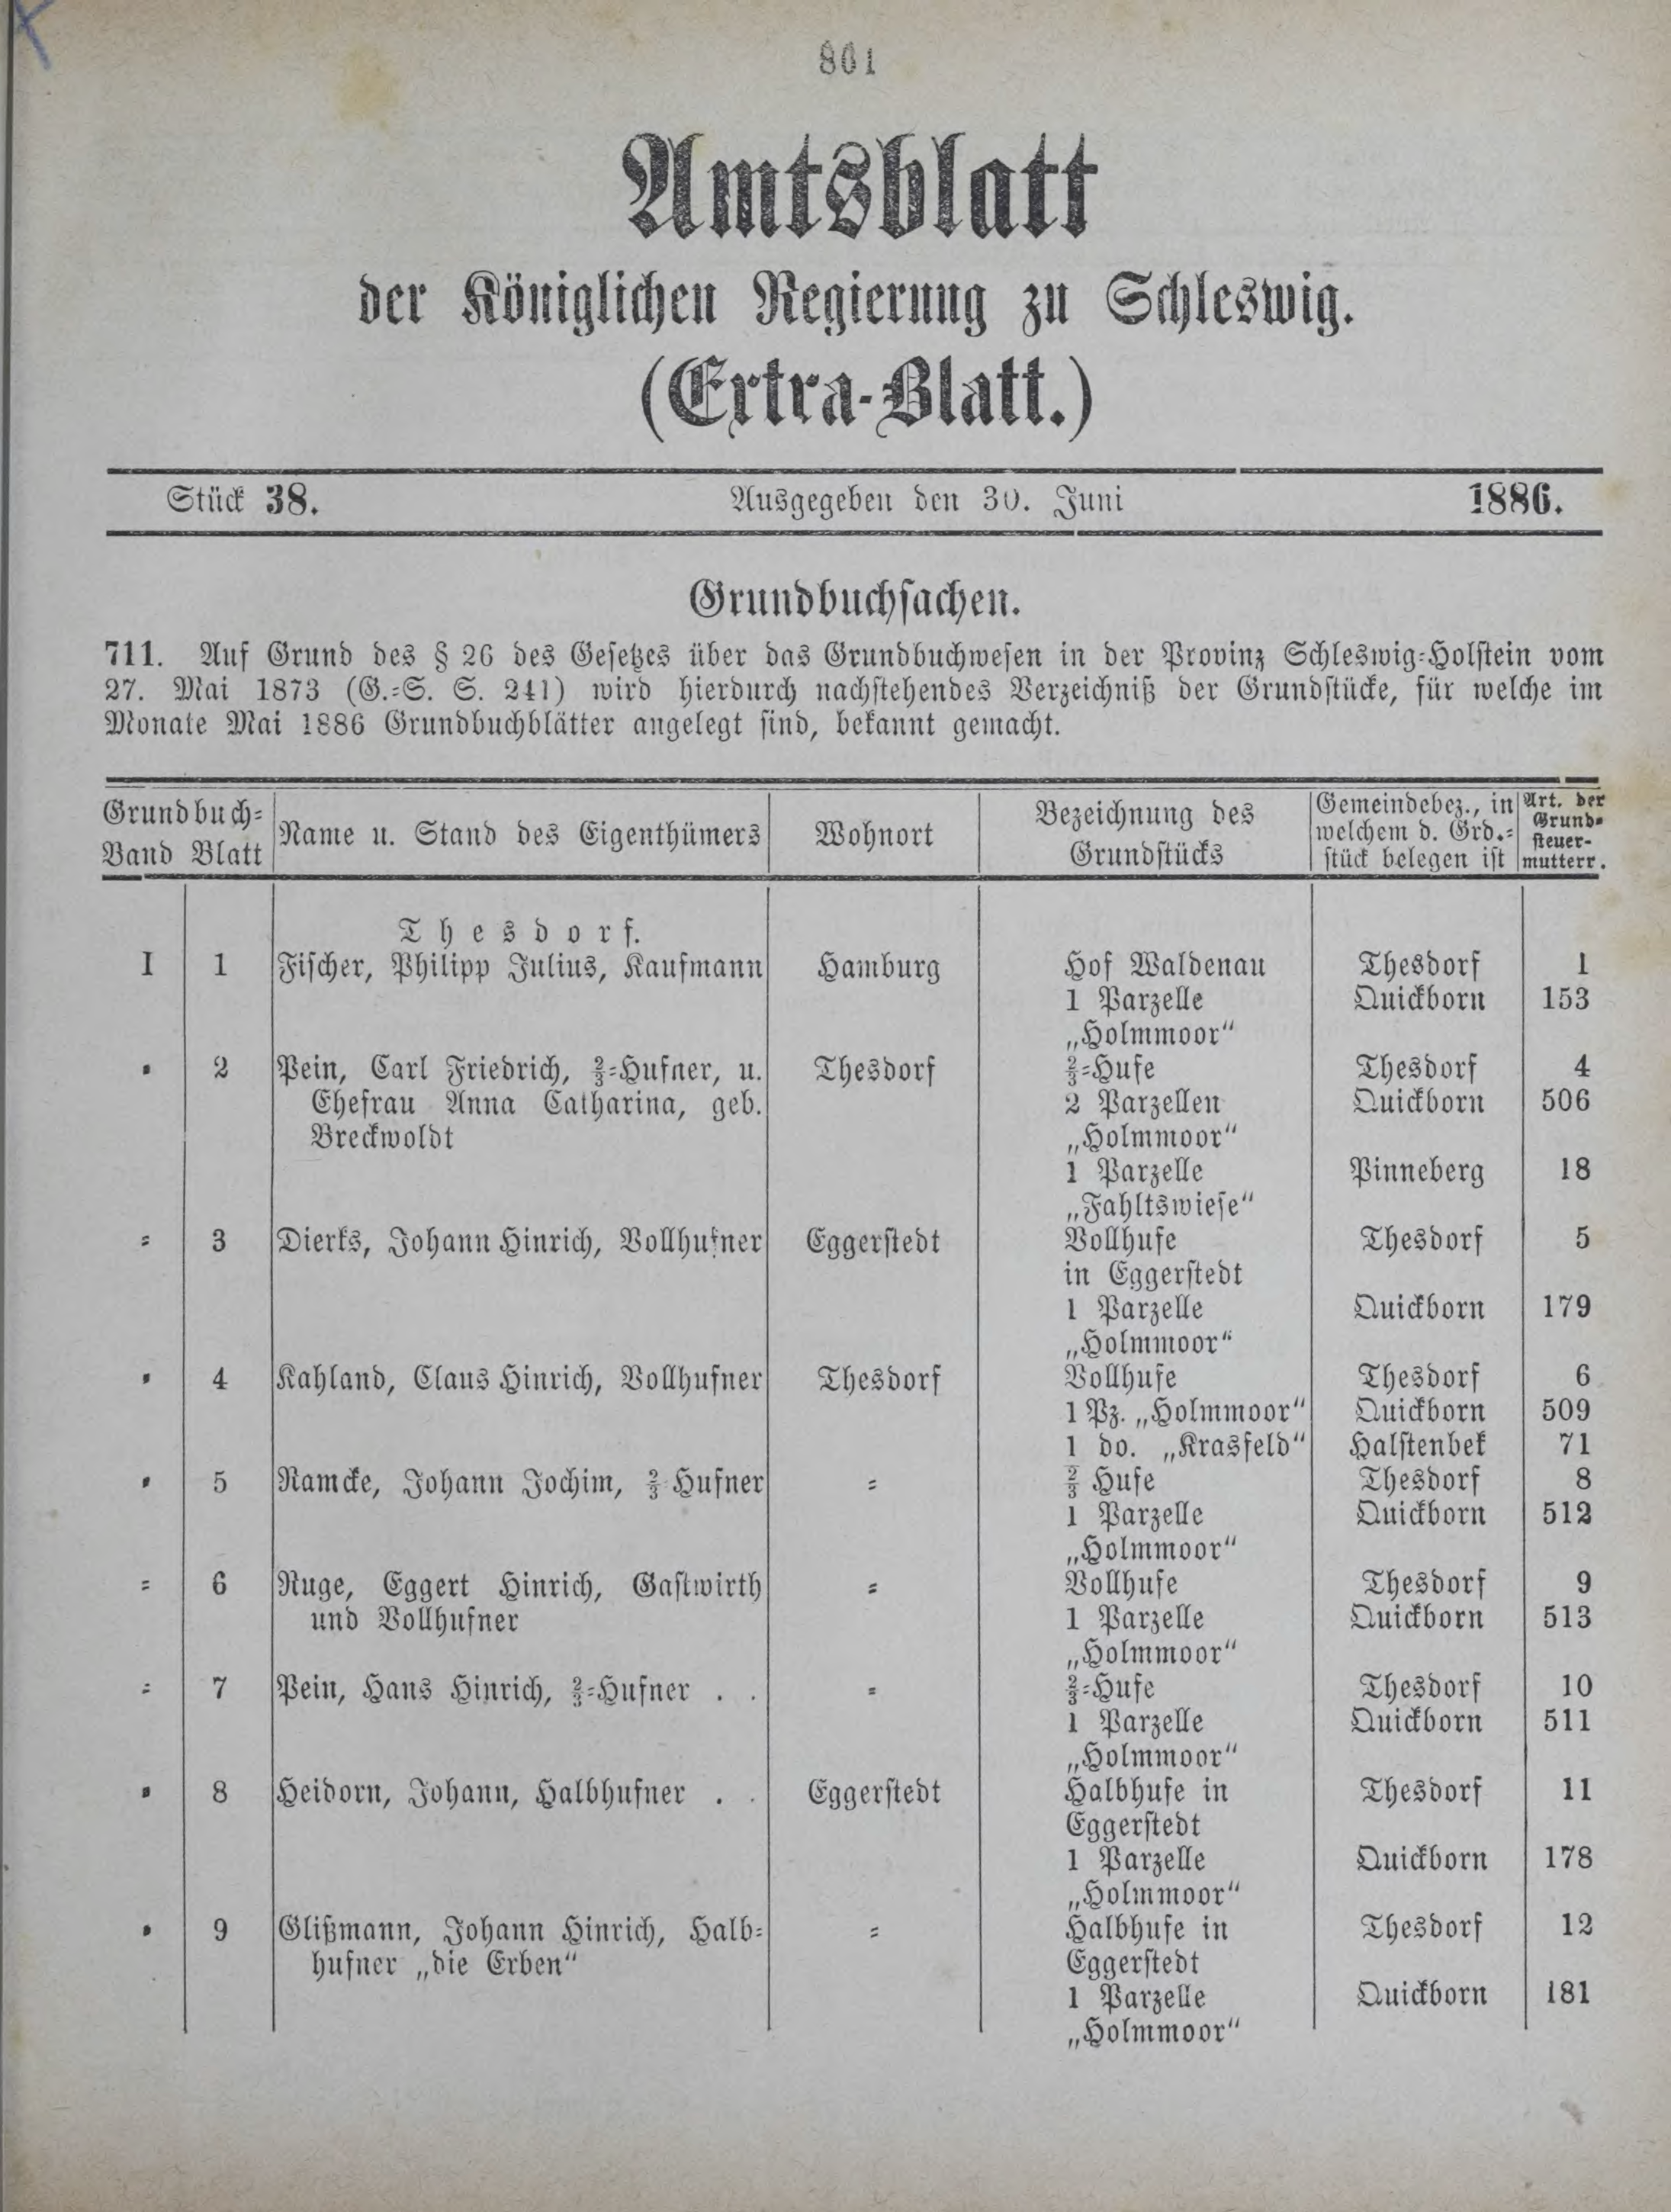 801
Amtsblatt
der Königlichen Regierung zu Schleswig.
(Extra-Blatt.)
Stück 38. Ausgegeben den 30. Juni 1886.
Grundbuchsachen.
711. Auf Grund des § 26 des Gesetzes über das Grundbuchwesen in der Provinz Schleswig-Holstein vom
27. Mai 1873 (G.-S. S. 241) wird hierdurch nachstehendes Verzeichniß der Grundstücke, für welche im
Monate Mai 1886 Grundbuchblätter angelegt sind, bekannt gemacht.
Grundbuch- Name u. Stand des Eigenthümers Wohnort Bezeichnung des Gemeindebez., in Art. der
Band Blatt Grundstücks welchem d. Grd.- Grund-
stück belegen ist steuer-
mutterr.
Thesdorf.
I 1 Fischer, Philipp Julius, Kaufmann Hamburg Hof Waldenau Thesdorf 1
1 Parzelle Quickborn 153
„Holmmoor“
= 2 Pein, Carl Friedrich, ⅔-Hufner, u. Thesdorf ⅔-Hufe Thesdorf 4
Ehefrau Anna Catharina, geb. 2 Parzellen Quickborn 506
Breckwoldt „Holmmoor“
1 Parzelle Pinneberg 18
„Fahltswiese“
= 3 Dierks, Johann Hinrich, Vollhufner Eggerstedt Vollhufe Thesdorf 5
in Eggerstedt
1 Parzelle Quickborn 179
„Holmmoor“
= 4 Kahland, Claus Hinrich, Vollhufner Thesdorf Vollhufe Thesdorf 6
1 Pz. „Holmmoor“ Quickborn 509
1 do. „Krasfeld“ Halstenbek 71
= 5 Ramcke, Johann Jochim, ⅔ Hufner = ⅔ Hufe Thesdorf 8
1 Parzelle Quickborn 512
„Holmmoor“
= 6 Ruge, Eggert Hinrich, Gastwirth = Vollhufe Thesdorf 9
und Vollhufner 1 Parzelle Quickborn 513
„Holmmoor“
= 7 Pein, Hans Hinrich, ⅔-Hufner . . = ⅔-Hufe Thesdorf 10
1 Parzelle Quickborn 511
„Holmmoor“
= 8 Heidorn, Johann, Halbhufner . . Eggerstedt Halbhufe in Thesdorf 11
Eggerstedt
1 Parzelle Quickborn 178
„Holmmoor“
= 9 Glißmann, Johann Hinrich, Halb- = Halbhufe in Thesdorf 12
hufner „die Erben“ Eggerstedt
1 Parzelle Quickborn 181
„Holmmoor“